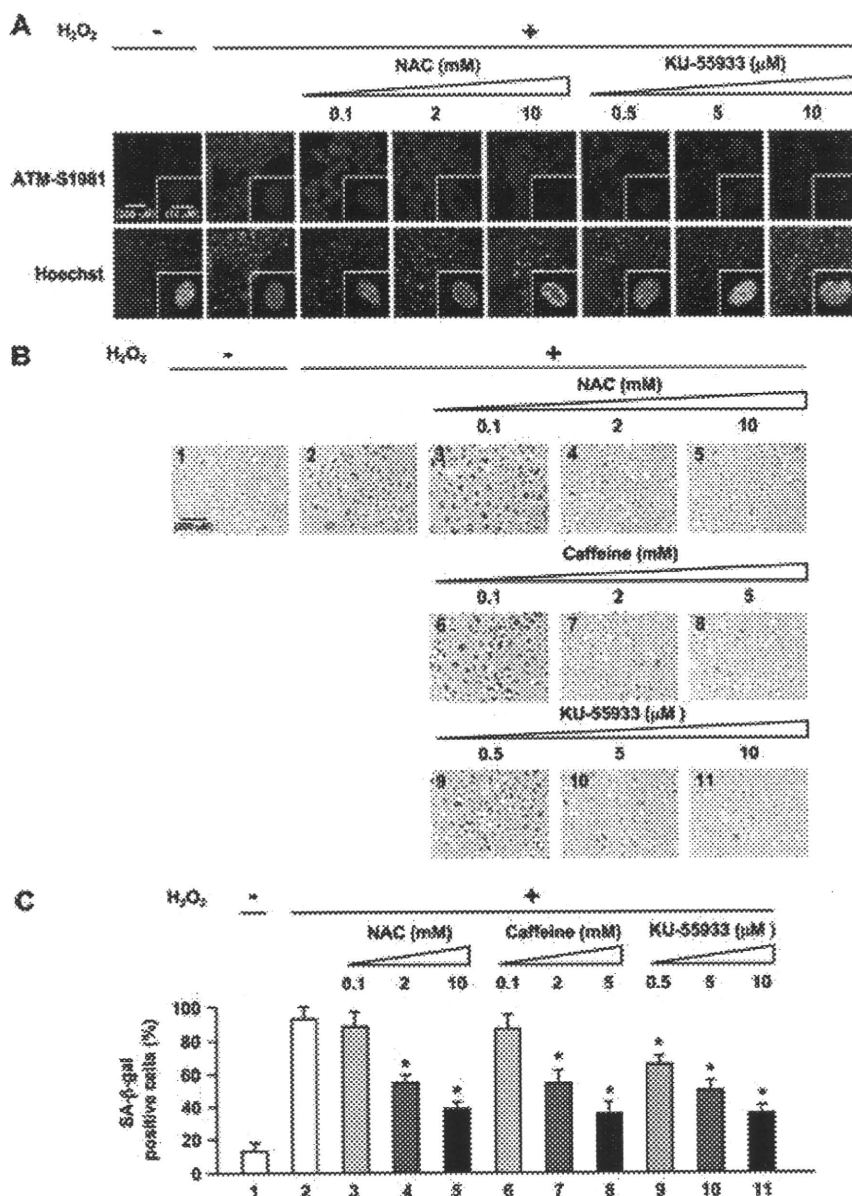 A H₂O₂ - +
NAC (mM) KU-55933 (μM)
0.1 2 10 0.5 5 10
ATM-S1981
Hoechst
B H₂O₂ - +
NAC (mM)
0.1 2 10
1 2 3 4 5
Caffeine (mM)
0.1 2 5
6 7 8
KU-55933 (μM )
0.5 5 10
9 10 11
C H₂O₂ - +
NAC (mM) Caffeine (mM) KU-55933 (μM )
0.1 2 10 0.1 2 5 0.5 5 10
SA-β-gal
positive cells (%)
100
80
60
40
20
0
* * * * * * *
1 2 3 4 5 6 7 8 9 10 11